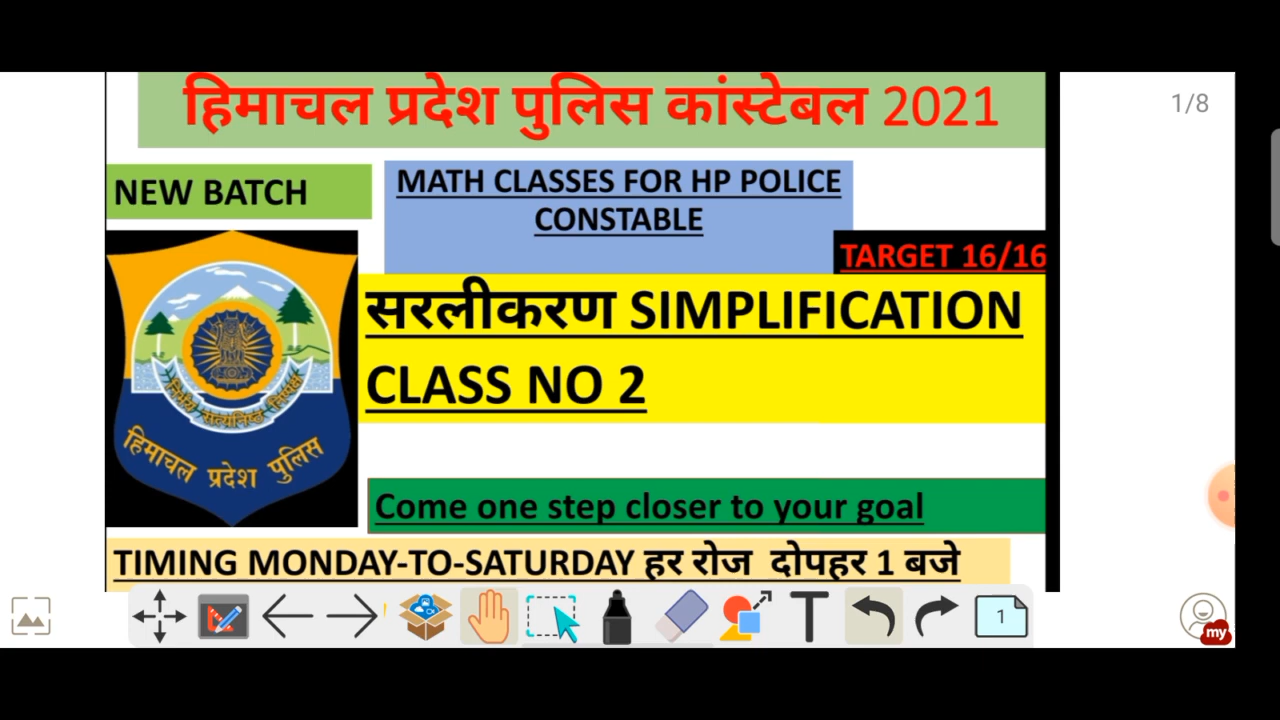 हिमाचल प्रदेश पुलिस कांस्टेबल 2021
1/8
NEW BATCH
MATH CLASSES FOR HP POLICE
CONSTABLE
TARGET 16/16
सरलीकरण SIMPLIFICATION
CLASS NO 2
हिमाचल प्रदेश पुलिस
Come one step closer to your goal
TIMING MONDAY-TO-SATURDAY हर रोज दोपहर 1 बजे
T
1
my